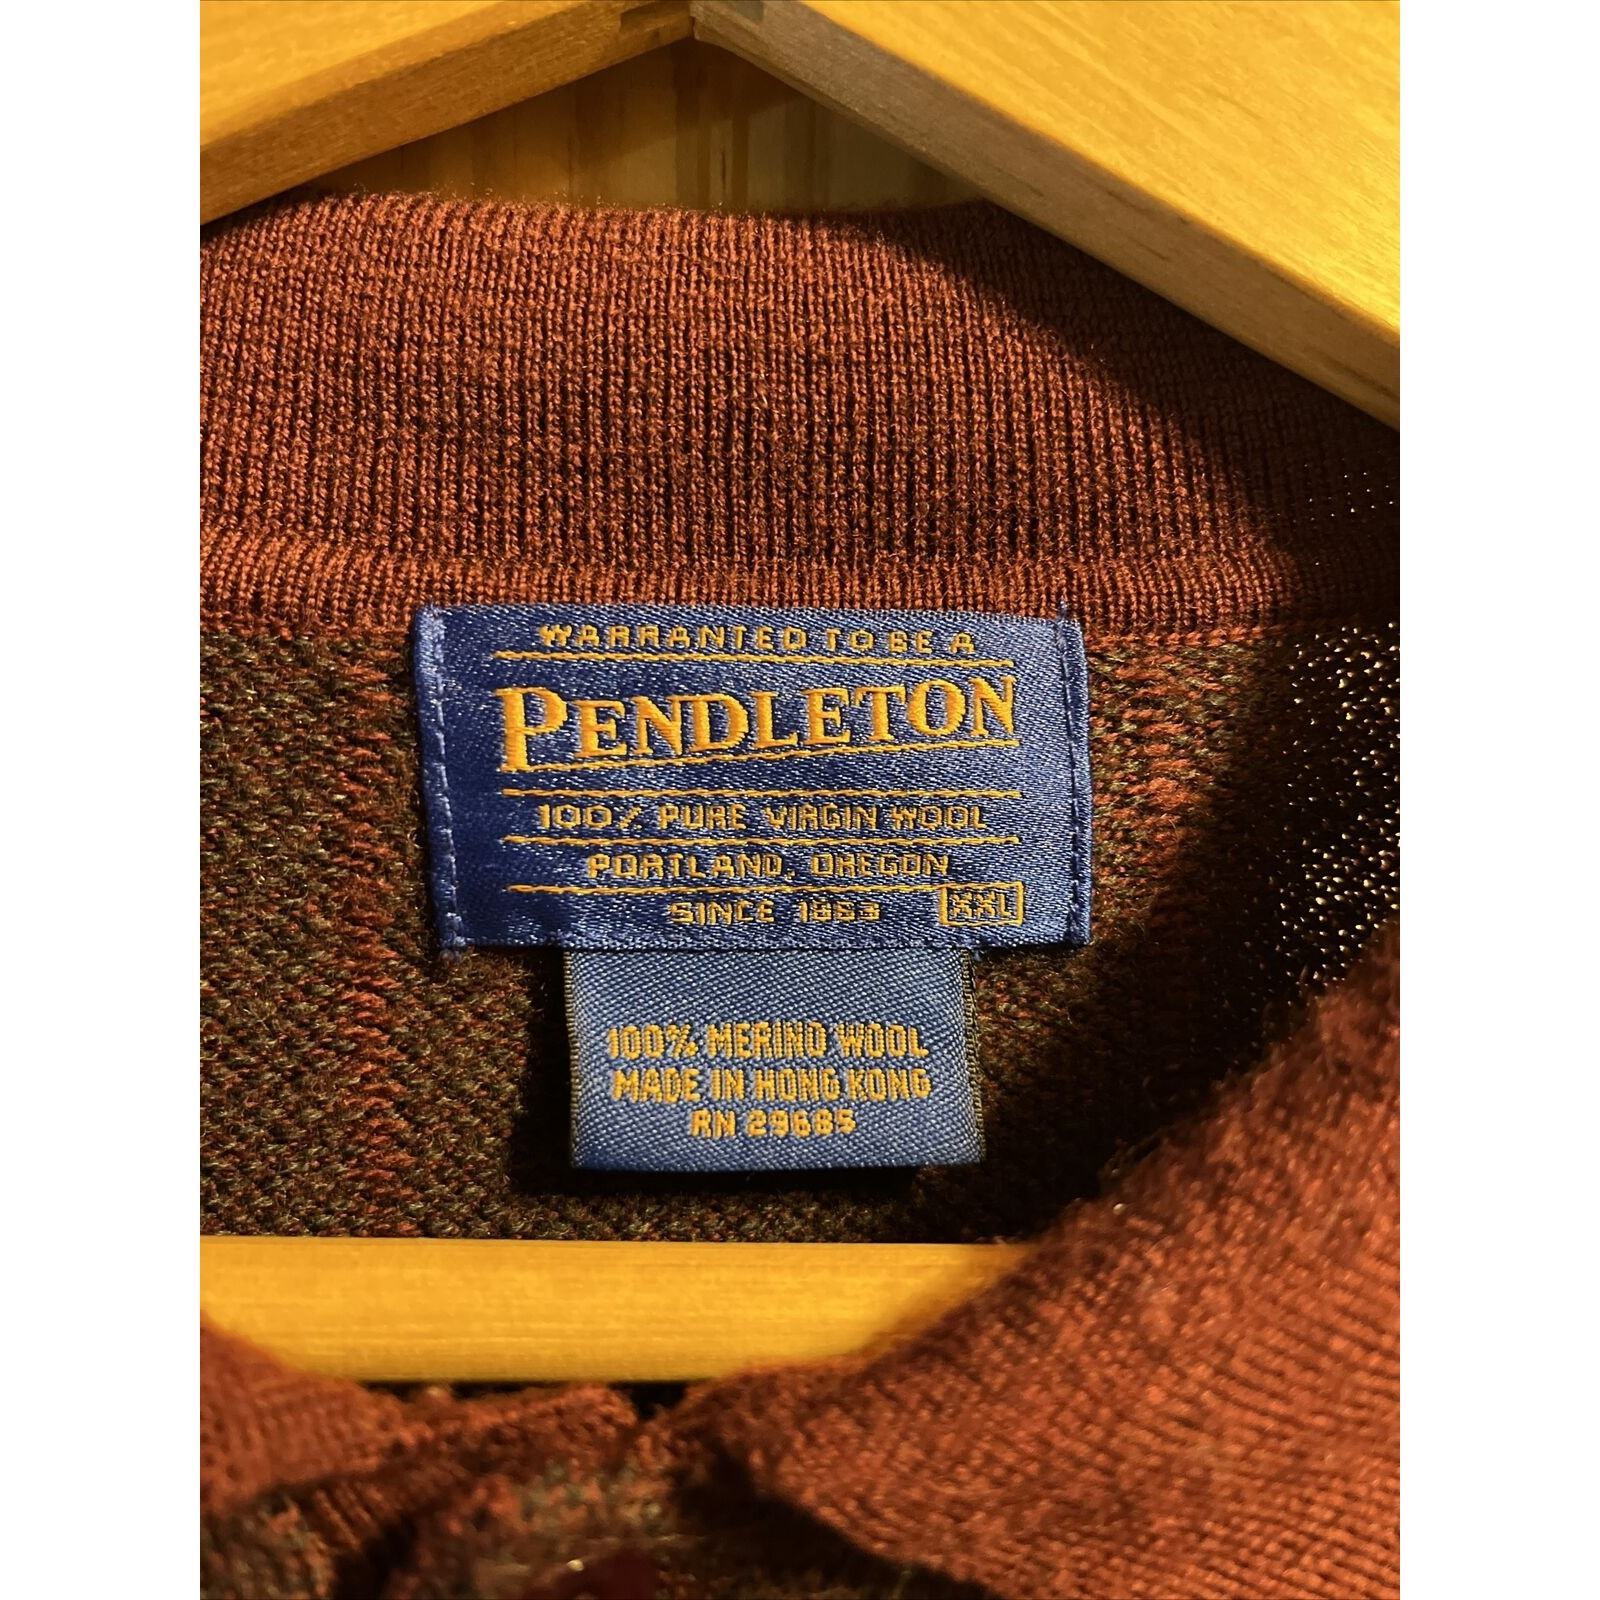 WARRANTED TO BE A
PENDLETON
100% PURE VIRGIN WOOL
PORTLAND, OREGON
SINCE 1863
XXL
100% MERINO WOOL
MADE IN HONG KONG
RN 29685